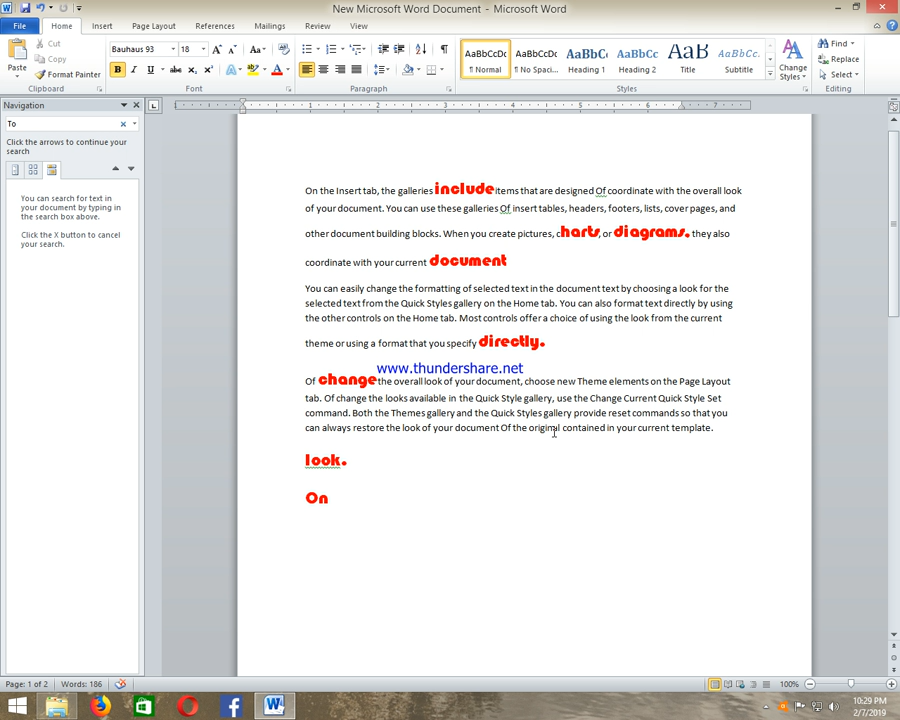 New Microsoft Word Document - Microsoft Word
File Home Insert Page Layout References Mailings Review View
Cut
Copy
Format Painter
Paste
Clipboard
Bauhaus 93 18
Font
Paragraph
AaBbCcDc AaBbCcDc AaBbCc AaBbCc AaB AaBbCc.
¶ Normal ¶ No Spaci... Heading 1 Heading 2 Title Subtitle
Styles
Change Styles
Find
Replace
Select
Editing
Navigation
To
Click the arrows to continue your
search
You can search for text in
your document by typing in
the search box above.
Click the X button to cancel
your search.
1 2 3 4 5 6 7
On the Insert tab, the galleries include items that are designed Of coordinate with the overall look
of your document. You can use these galleries Of insert tables, headers, footers, lists, cover pages, and
other document building blocks. When you create pictures, charts, or diagrams. they also
coordinate with your current document
You can easily change the formatting of selected text in the document text by choosing a look for the
selected text from the Quick Styles gallery on the Home tab. You can also format text directly by using
the other controls on the Home tab. Most controls offer a choice of using the look from the current
theme or using a format that you specify directly.
www.thundershare.net
Of change the overall look of your document, choose new Theme elements on the Page Layout
tab. Of change the looks available in the Quick Style gallery, use the Change Current Quick Style Set
command. Both the Themes gallery and the Quick Styles gallery provide reset commands so that you
can always restore the look of your document Of the original contained in your current template.
look.
On
Page: 1 of 2 Words: 186
100%
10:29 PM
2/7/2019